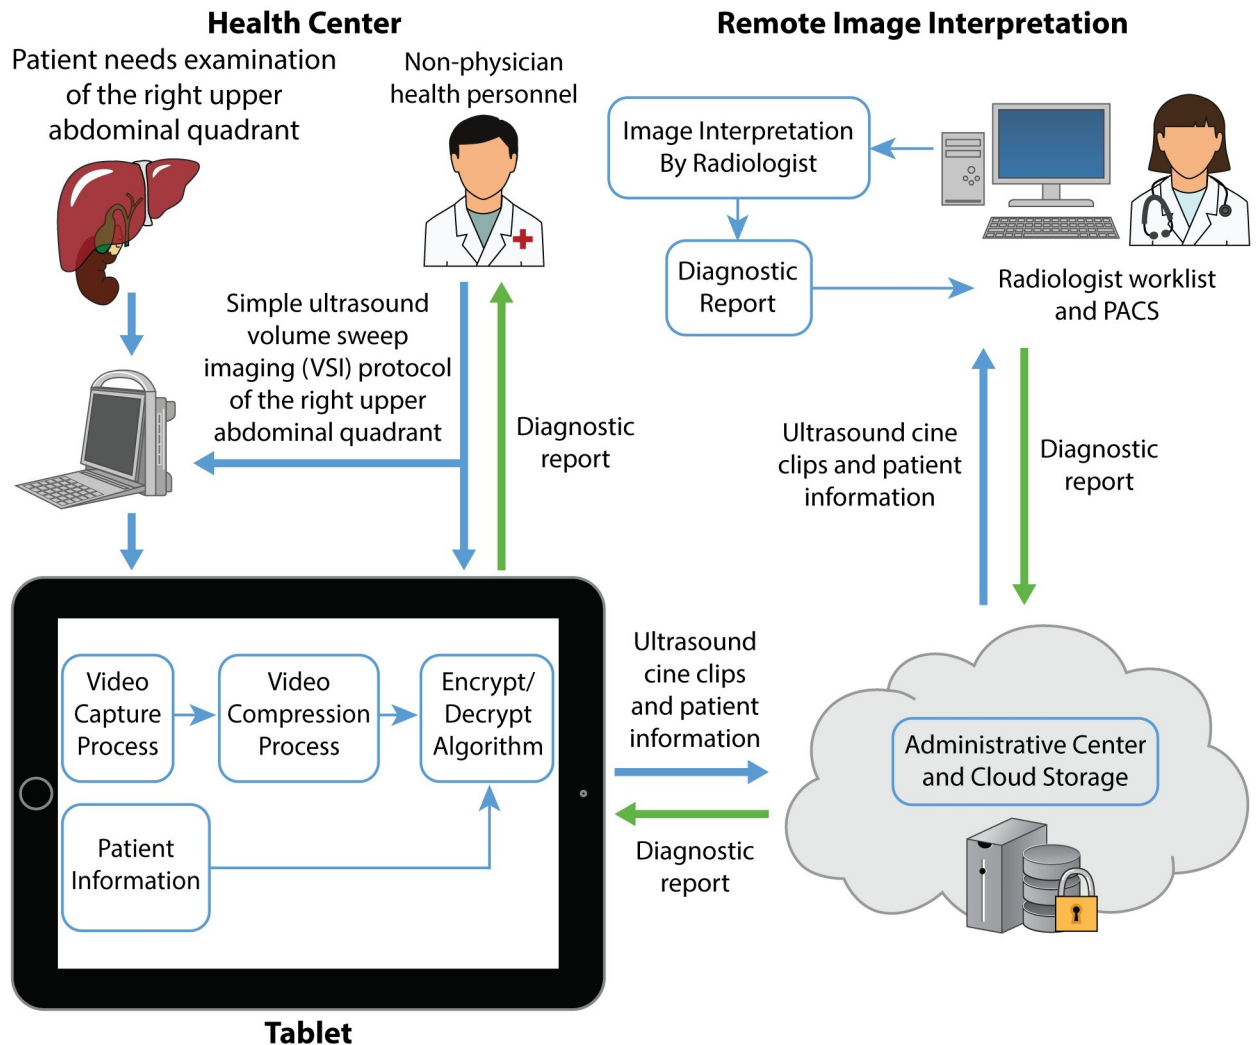 Health Center
Patient needs examination
of the right upper
abdominal quadrant
Non-physician
health personnel
Simple ultrasound
volume sweep
imaging (VSI) protocol
of the right upper
abdominal quadrant
Diagnostic
report
Video
Capture
Process
Video
Compression
Process
Encrypt/
Decrypt
Algorithm
Patient
Information
Tablet
Ultrasound
cine clips
and patient
information
Diagnostic
report
Remote Image Interpretation
Image Interpretation
By Radiologist
Diagnostic
Report
Radiologist worklist
and PACS
Ultrasound cine
clips and patient
information
Diagnostic
report
Administrative Center
and Cloud Storage